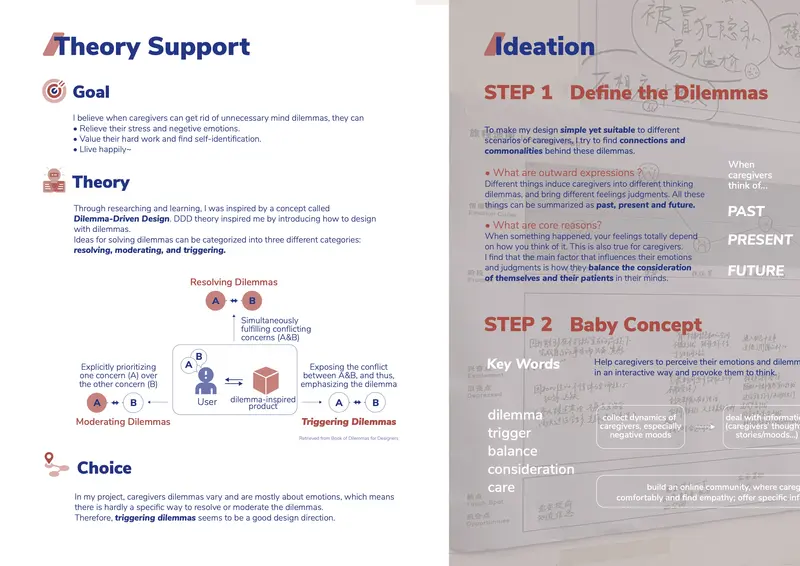 Theory Support
Goal
I believe when caregivers can get rid of unnecessary mind dilemmas, they can
• Relieve their stress and negetive emotions.
• Value their hard work and find self-identification.
• Llive happily~
Theory
Through researching and learning, I was inspired by a concept called
Dilemma-Driven Design. DDD theory inspired me by introducing how to design
with dilemmas.
Ideas for solving dilemmas can be categorized into three different categories:
resolving, moderating, and triggering.
Resolving Dilemmas
A B
Simultaneously
fulfilling conflicting
concerns (A&B)
Explicitly prioritizing
one concern (A) over
the other concern (B)
A B
Moderating Dilemmas
B
A
User
dilemma-inspired
product
Exposing the conflict
between A&B, and thus,
emphasizing the dilemma
A B
Triggering Dilemmas
Retrieved from Book of Dilemmas for Designers
Choice
In my project, caregivers dilemmas vary and are mostly about emotions, which means
there is hardly a specific way to resolve or moderate the dilemmas.
Therefore, triggering dilemmas seems to be a good design direction.
Ideation
被冒犯隐私
易尴尬
STEP 1 Define the Dilemmas
To make my design simple yet suitable to different
scenarios of caregivers, I try to find connections and
commonalities behind these dilemmas.
• What are outward expressions ?
Different things induce caregivers into different thinking
dilemmas, and bring different feelings judgments. All these
things can be summarized as past, present and future.
• What are core reasons?
When something happened, your feelings totally depend
on how you think of it. This is also true for caregivers.
I find that the main factor that influences their emotions
and judgments is how they balance the consideration
of themselves and their patients in their minds.
When
caregivers
think of...
PAST
PRESENT
FUTURE
STEP 2 Baby Concept
Key Words
Help caregivers to perceive their emotions and dilemm
in an interactive way and provoke them to think.
dilemma
trigger
balance
consideration
care
collect dynamics of
caregivers, especially
negative moods
deal with informati
(caregivers' though
stories/moods...)
build an online community, where careg
comfortably and find empathy; offer specific inf